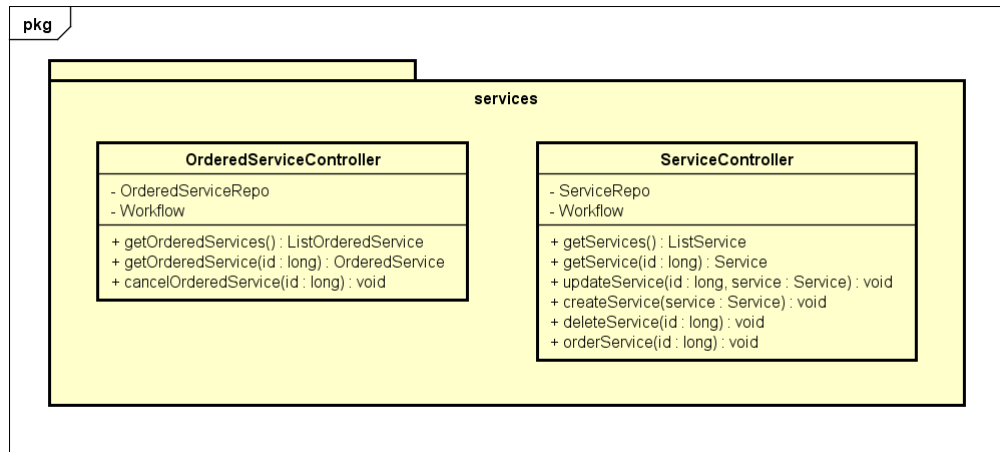 pkg
services
OrderedServiceController
- OrderedServiceRepo
- Workflow
+ getOrderedServices() : ListOrderedService
+ getOrderedService(id : long) : OrderedService
+ cancelOrderedService(id : long) : void
ServiceController
- ServiceRepo
- Workflow
+ getServices() : ListService
+ getService(id : long) : Service
+ updateService(id : long, service : Service) : void
+ createService(service : Service) : void
+ deleteService(id : long) : void
+ orderService(id : long) : void